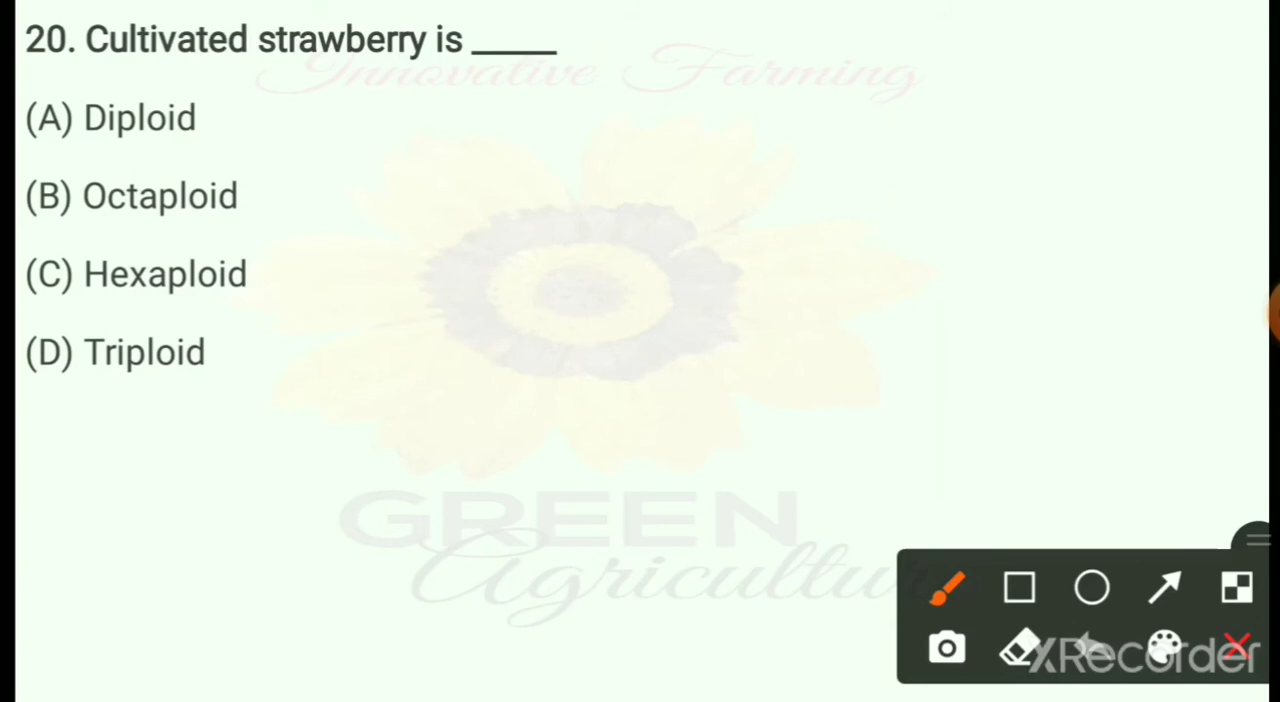 20. Cultivated strawberry is _____
Innovative Farming
(A) Diploid
(B) Octaploid
(C) Hexaploid
(D) Triploid
GREEN
Agriculture
XRecorder